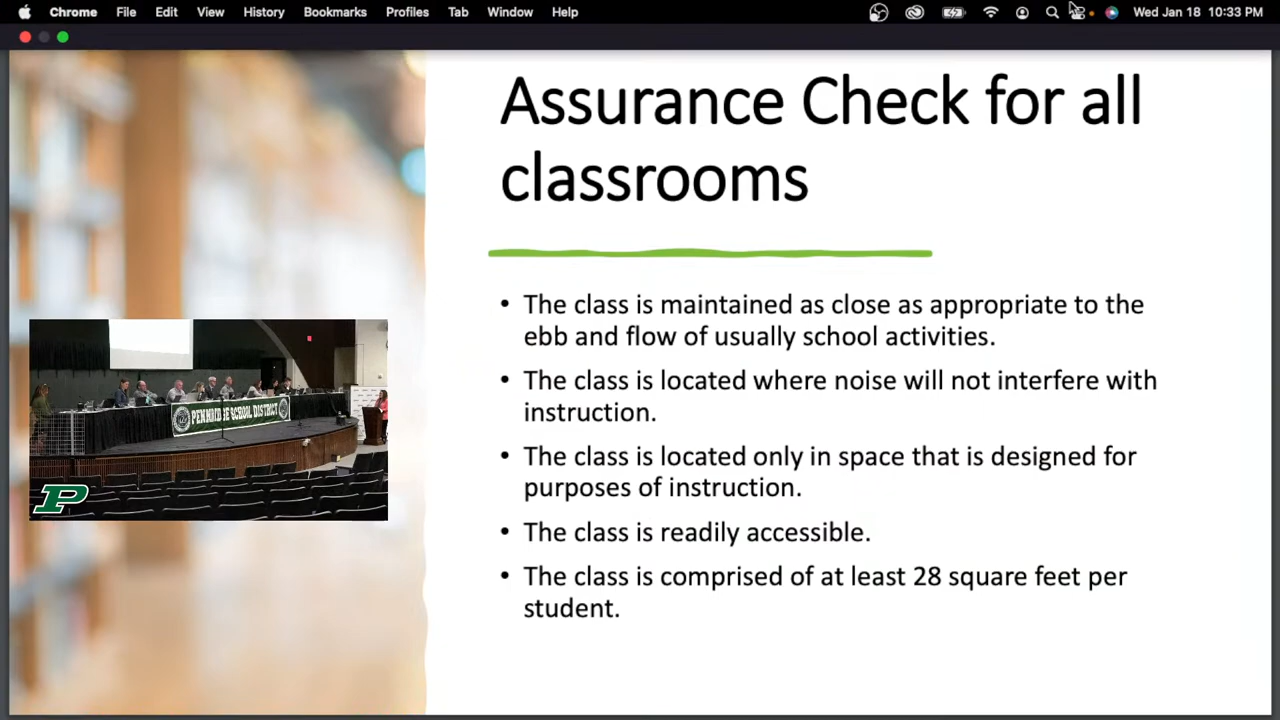 Chrome File Edit View History Bookmarks Profiles Tab Window Help Wed Jan 18 10:33 PM
Assurance Check for all
classrooms
• The class is maintained as close as appropriate to the
ebb and flow of usually school activities.
• The class is located where noise will not interfere with
instruction.
• The class is located only in space that is designed for
purposes of instruction.
• The class is readily accessible.
• The class is comprised of at least 28 square feet per
student.
PENNRIDGE SCHOOL DISTRICT
P